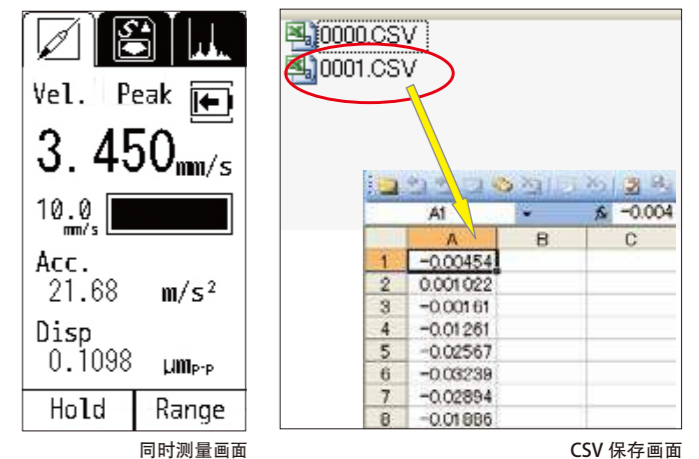 S
Vel. Peak
3.450mm/s
10.0
mm/s
Acc.
21.68 m/s²
Disp
0.1098 μmP-P
Hold Range
同时测量画面
0000.CSV
0001.CSV
A1 fx -0.004
A B C
1 -0.00454
2 0.001022
3 -0.00161
4 -0.01261
5 -0.02567
6 -0.03239
7 -0.02894
8 -0.01886
CSV 保存画面